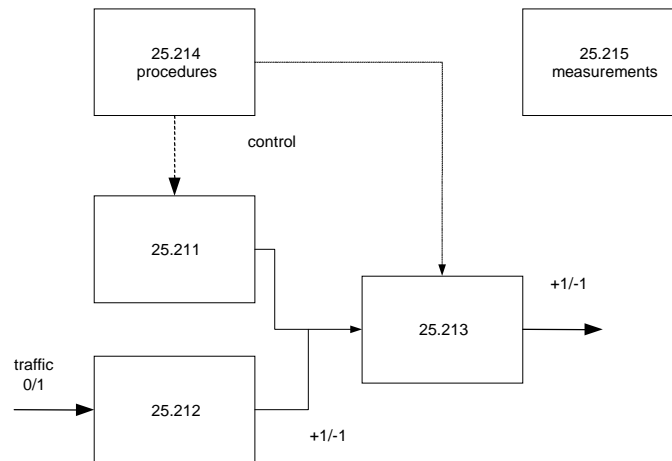 25.214
procedures
25.215
measurements
control
25.211
+1/-1
25.213
traffic
0/1
25.212
+1/-1